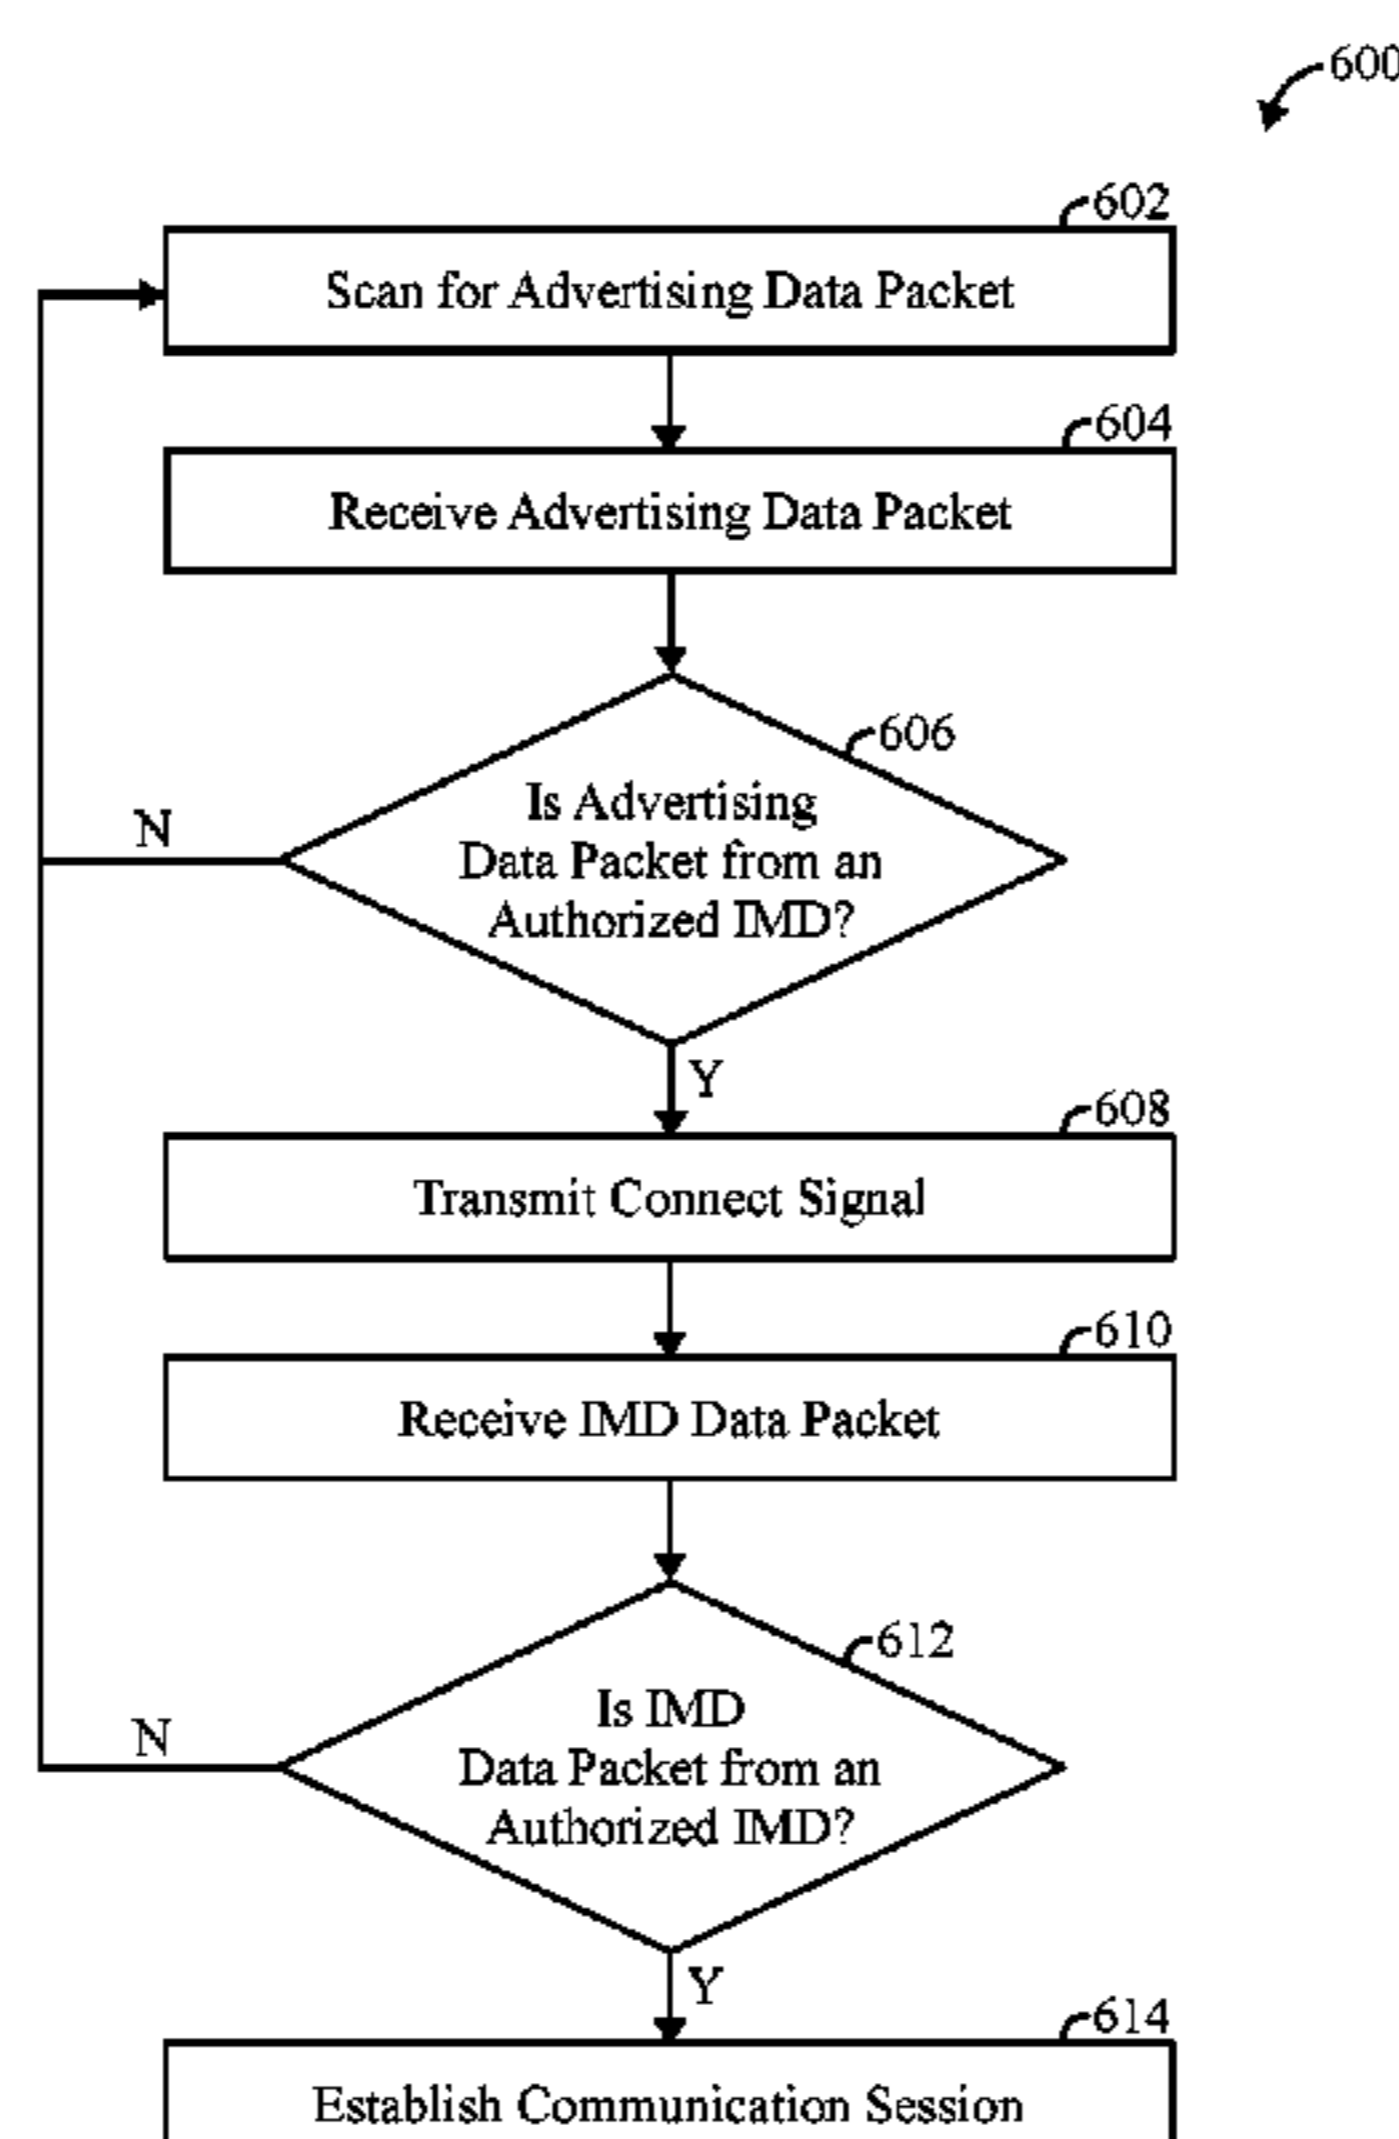 600
602
Scan for Advertising Data Packet
604
Receive Advertising Data Packet
606
Is Advertising
Data Packet from an
Authorized IMD?
N
Y
608
Transmit Connect Signal
610
Receive IMD Data Packet
612
Is IMD
Data Packet from an
Authorized IMD?
N
Y
614
Establish Communication Session